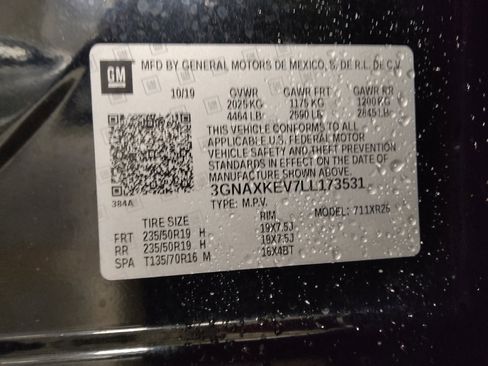 GM
MFD BY GENERAL MOTORS DE MEXICO, S. DE R.L. DE C.V.
10/19 GVWR GAWR FRT GAWR RR
2025 KG 1175 KG 1200 KG
4464 LB 2590 LB 2645 LB
THIS VEHICLE CONFORMS TO ALL
APPLICABLE U.S. FEDERAL MOTOR
VEHICLE SAFETY AND THEFT PREVENTION
STANDARDS IN EFFECT ON THE DATE OF
MANUFACTURE SHOWN ABOVE.
3GNAXKEV7LL173531
384A TYPE: M.P.V. MODEL: 711XR26
TIRE SIZE RIM
FRT 235/50R19 H 19X7.5J
RR 235/50R19 H 19X7.5J
SPA T135/70R16 M 16X4BT